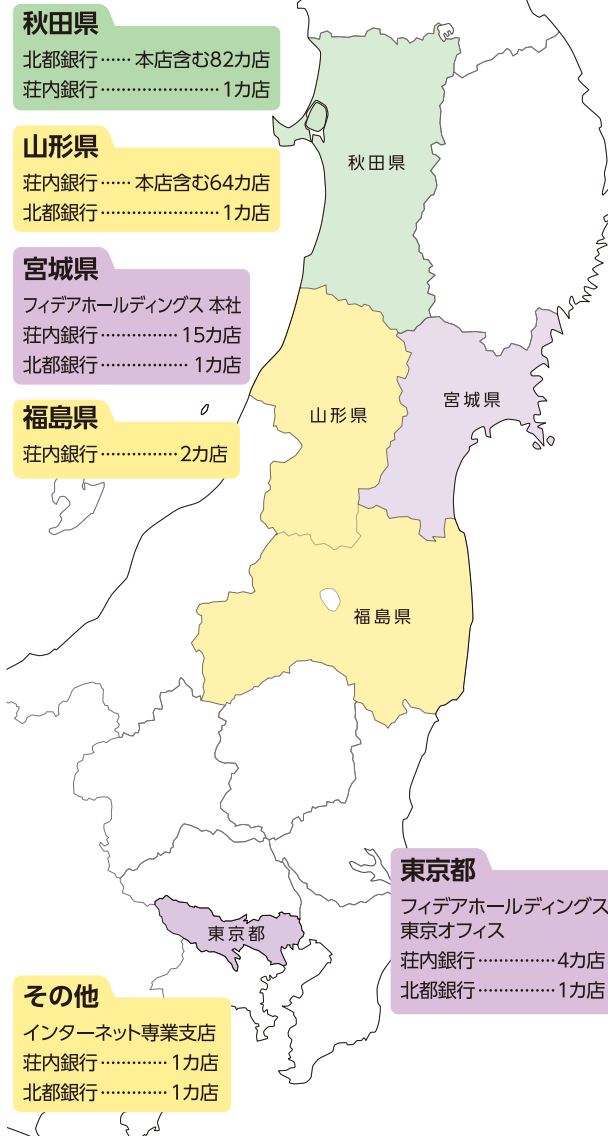 秋田県
北都銀行……本店含む82カ店
荘内銀行……………………1カ店
山形県
荘内銀行……本店含む64カ店
北都銀行……………………1カ店
宮城県
フィデアホールディングス 本社
荘内銀行……………15カ店
北都銀行………………1カ店
福島県
荘内銀行……………2カ店
秋田県
山形県
宮城県
福島県
東京都
東京都
フィデアホールディングス
東京オフィス
荘内銀行……………4カ店
北都銀行……………1カ店
その他
インターネット専業支店
荘内銀行…………1カ店
北都銀行…………1カ店